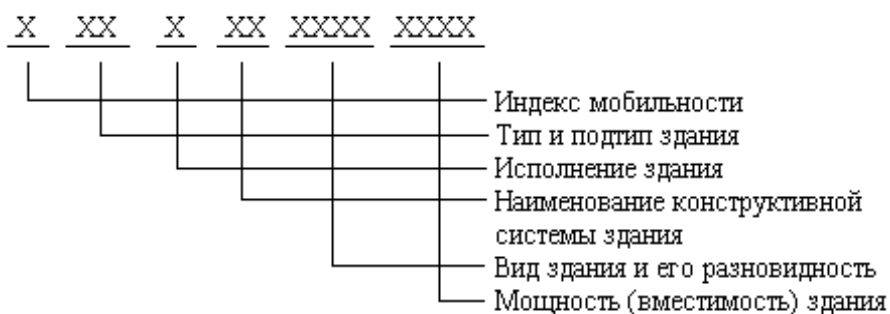 X XX X XX XXXX XXXX
Индекс мобильности
Тип и подтип здания
Исполнение здания
Наименование конструктивной
системы здания
Вид здания и его разновидность
Мощность (вместимость) здания